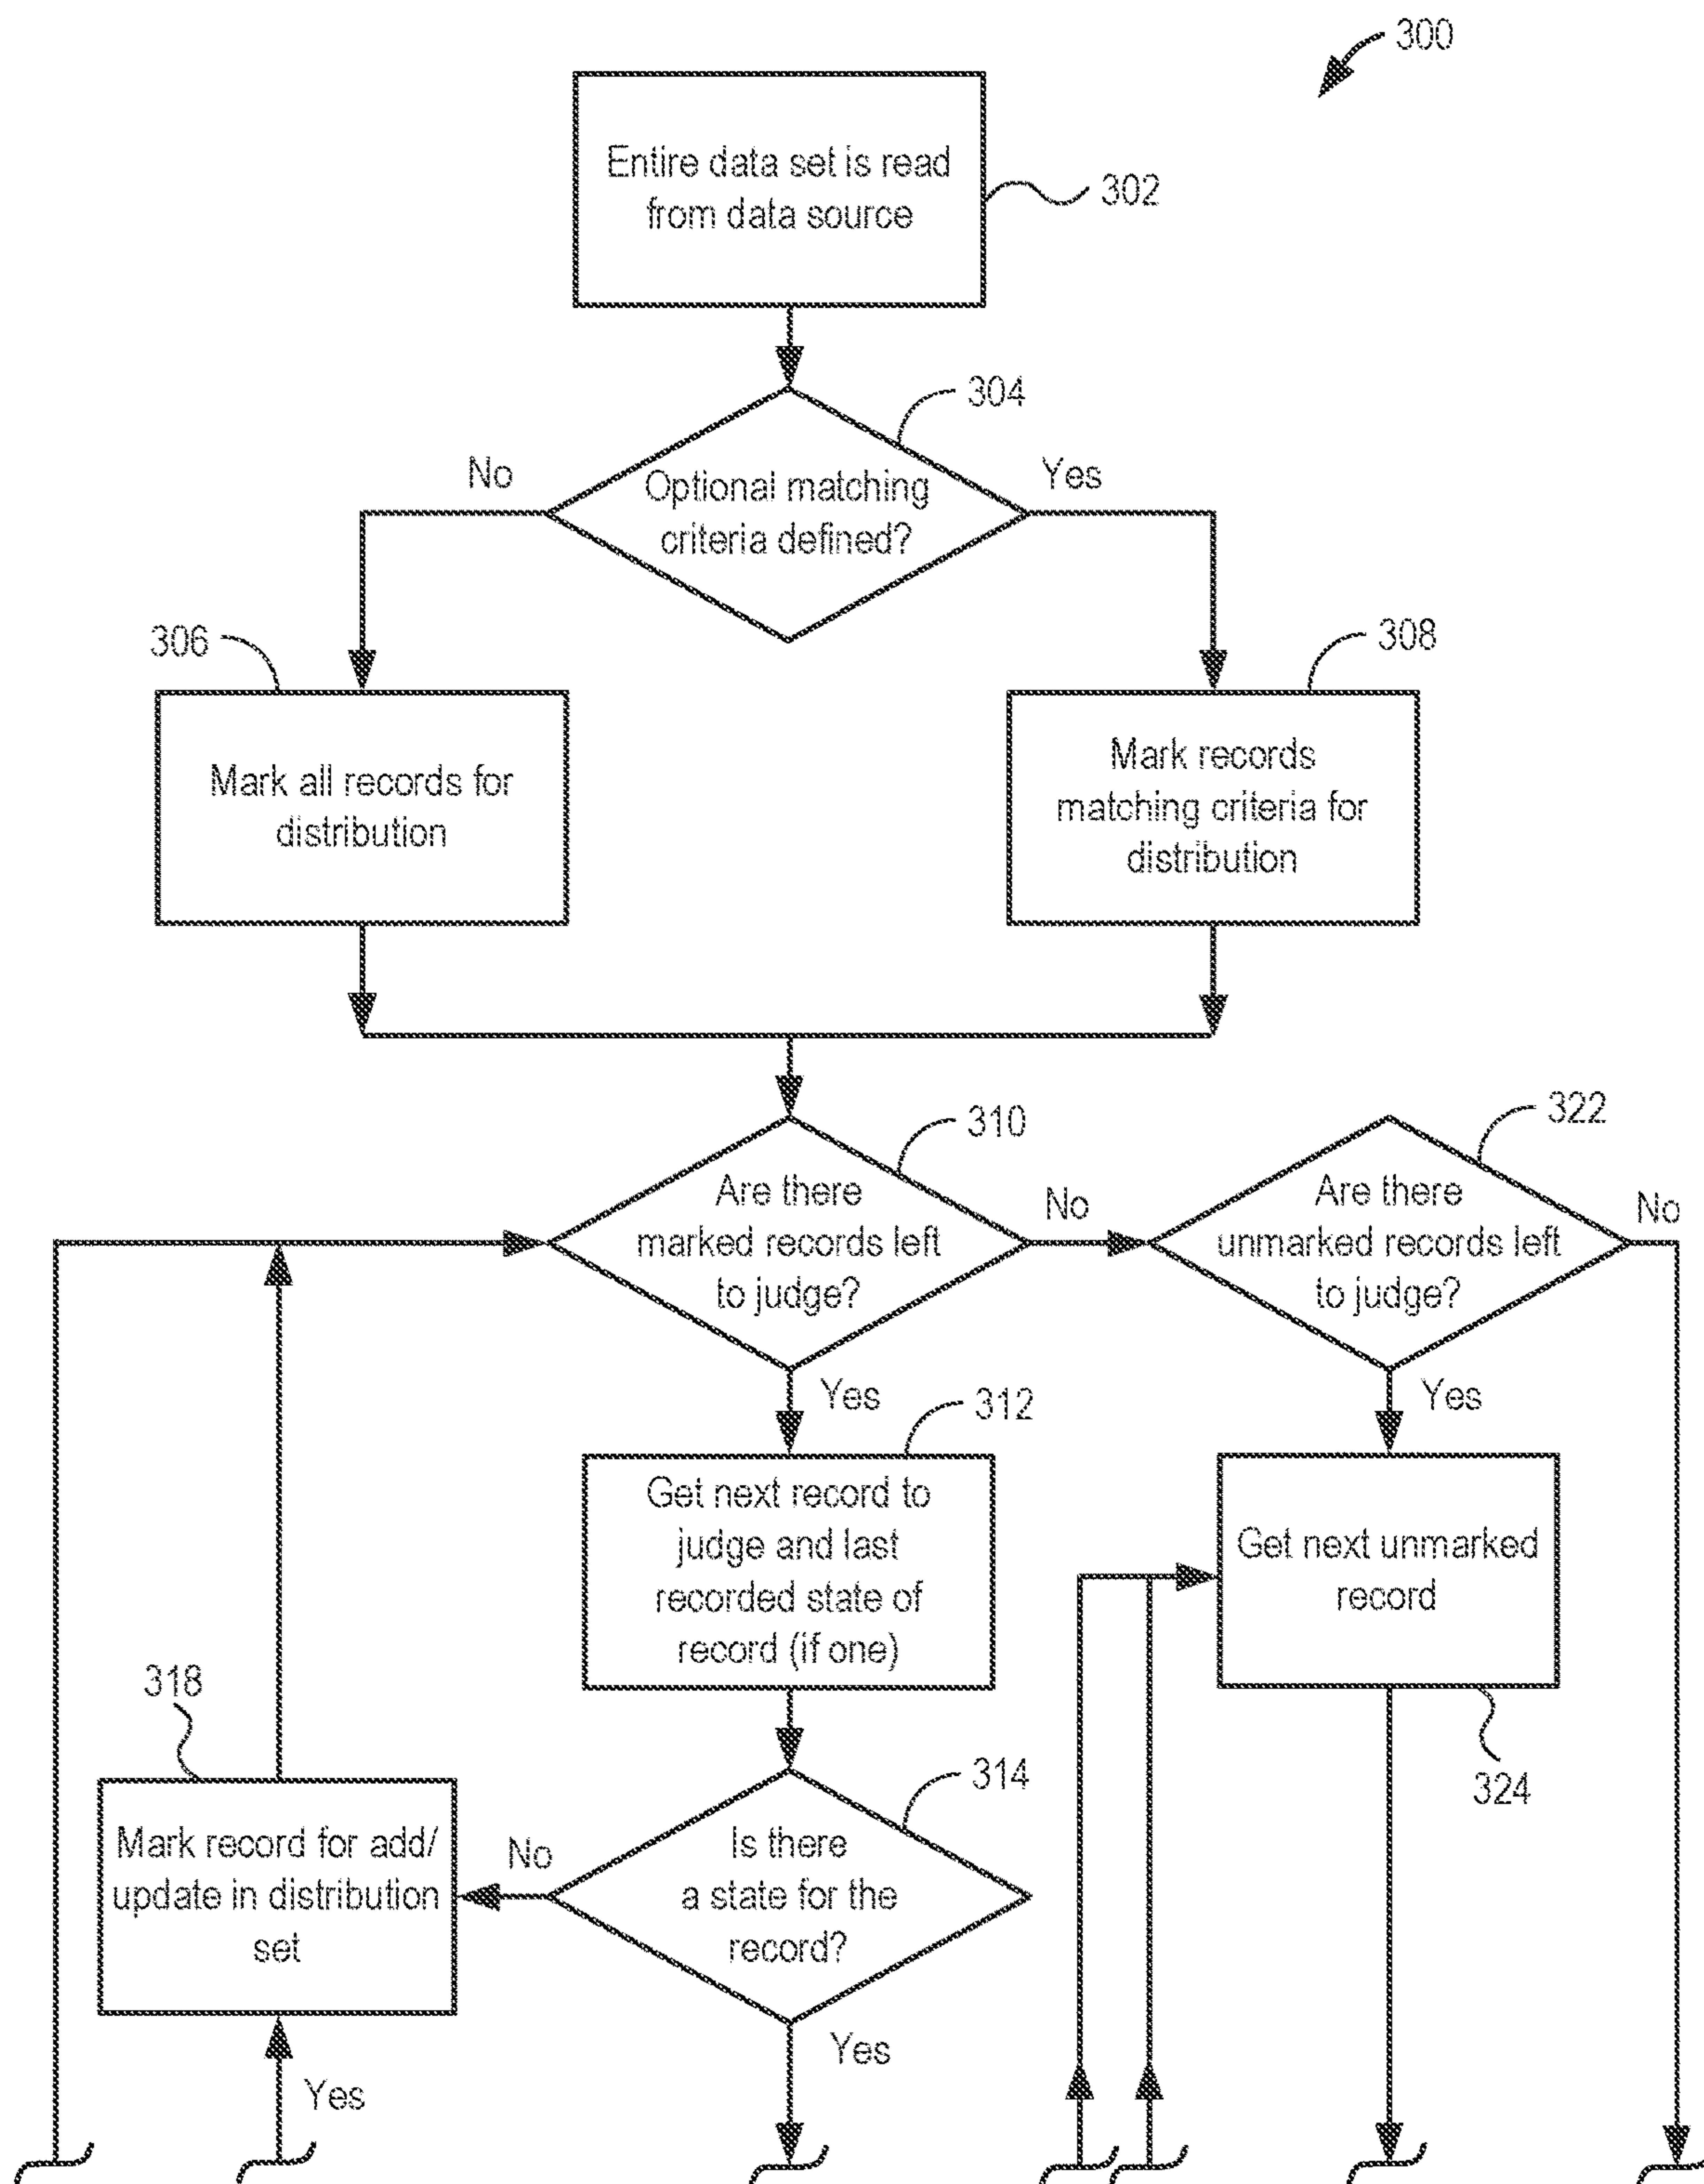 300
Entire data set is read
from data source
302
304
No
Yes
Optional matching
criteria defined?
306
308
Mark all records for
distribution
Mark records
matching criteria for
distribution
310
322
Are there
marked records left
to judge?
No
Are there
unmarked records left
to judge?
No
Yes
312
Yes
Get next record to
judge and last
recorded state of
record (if one)
Get next unmarked
record
318
314
324
Mark record for add/
update in distribution
set
No
Is there
a state for the
record?
Yes
Yes